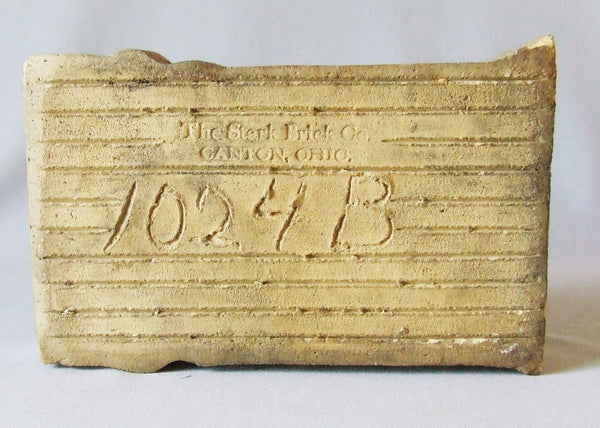 The Stark Brick Co.
CANTON, OHIO.
1024B